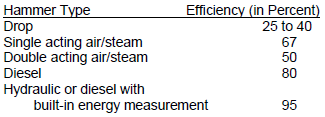 Hammer Type Efficiency (in Percent)
Drop 25 to 40
Single acting air/steam 67
Double acting air/steam 50
Diesel 80
Hydraulic or diesel with
built-in energy measurement 95